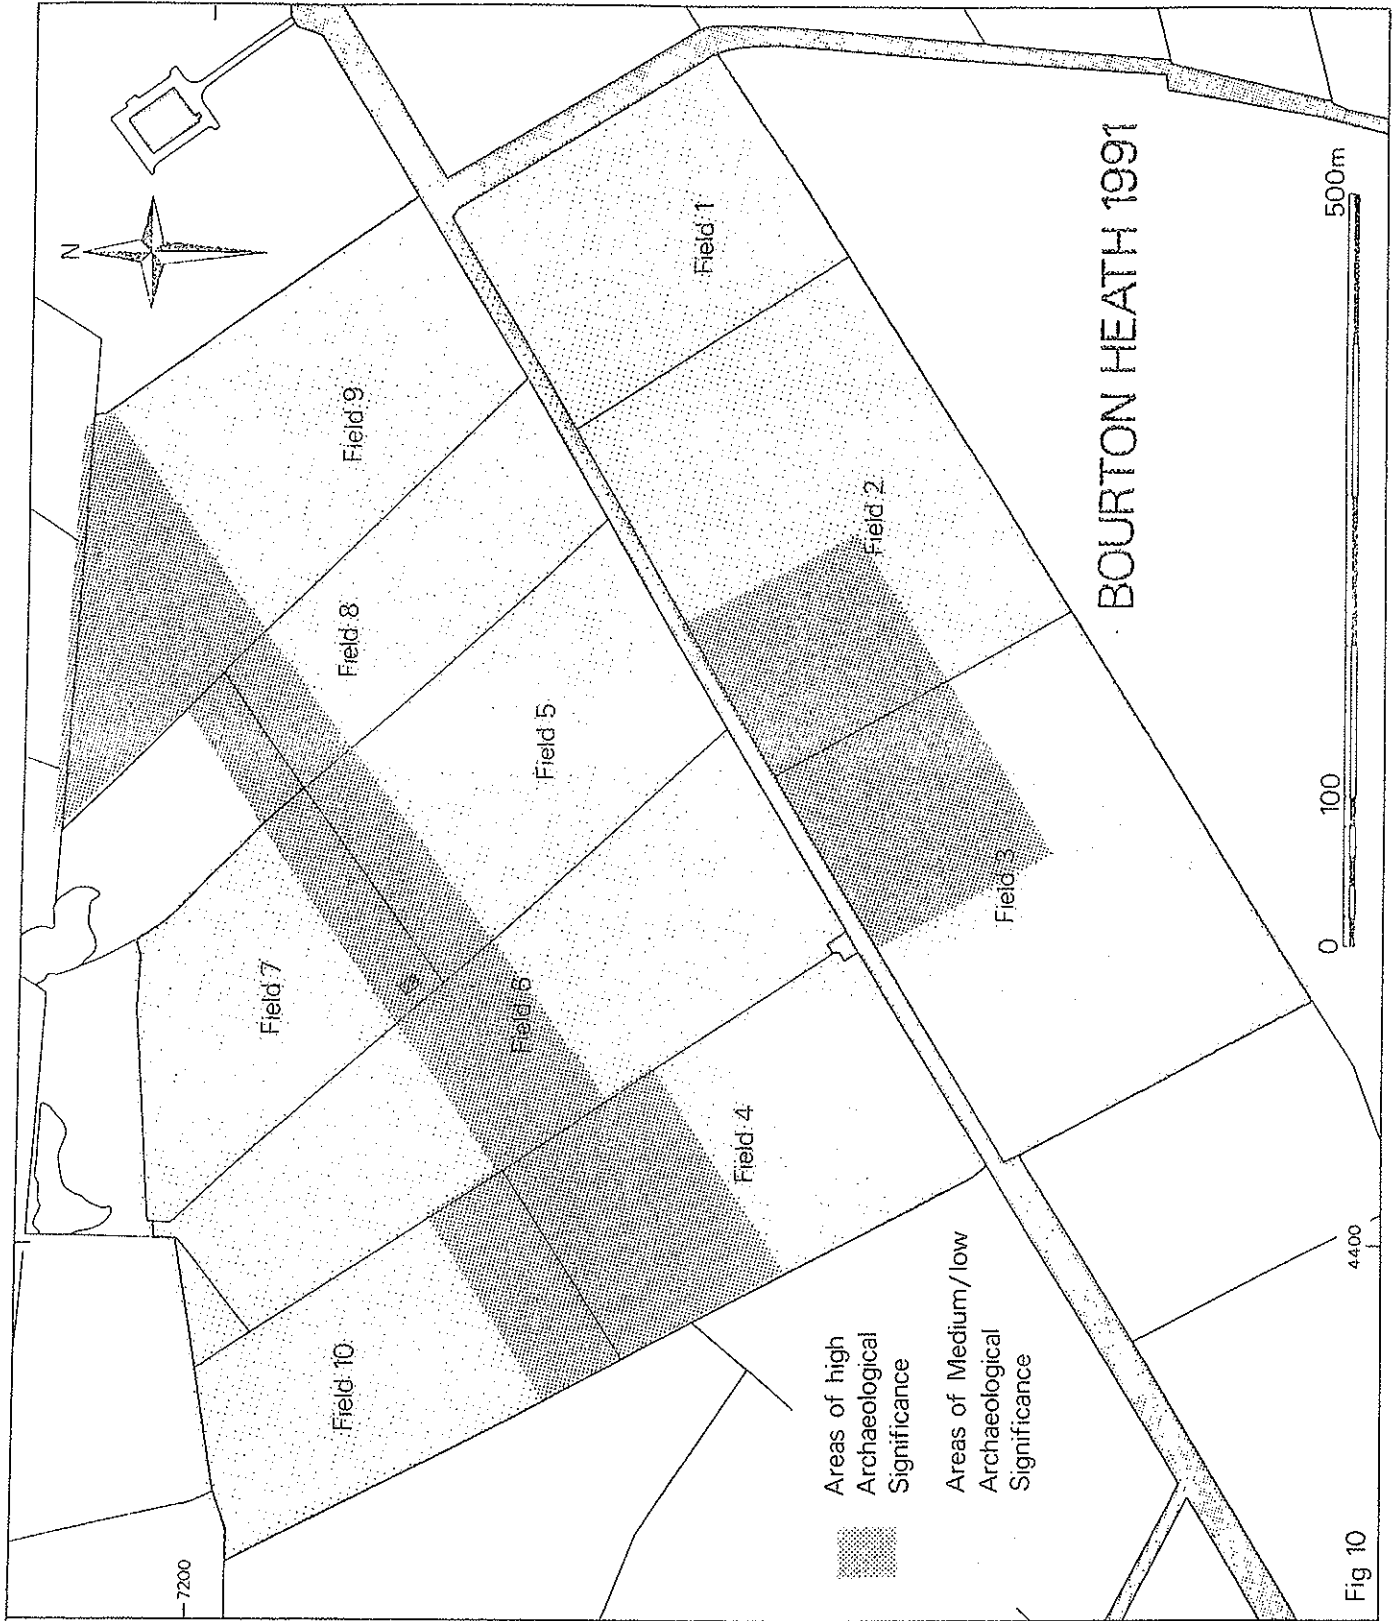 N
Field 9
Field 8
Field 1
Field 5
Field 2
Field 7
Field 6
Field 3
Field 4
Field 10
7200
4400
Areas of high
Archaeological
Significance
Areas of Medium/low
Archaeological
Significance
BOURTON HEATH 1991
0
100
500m
Fig 10